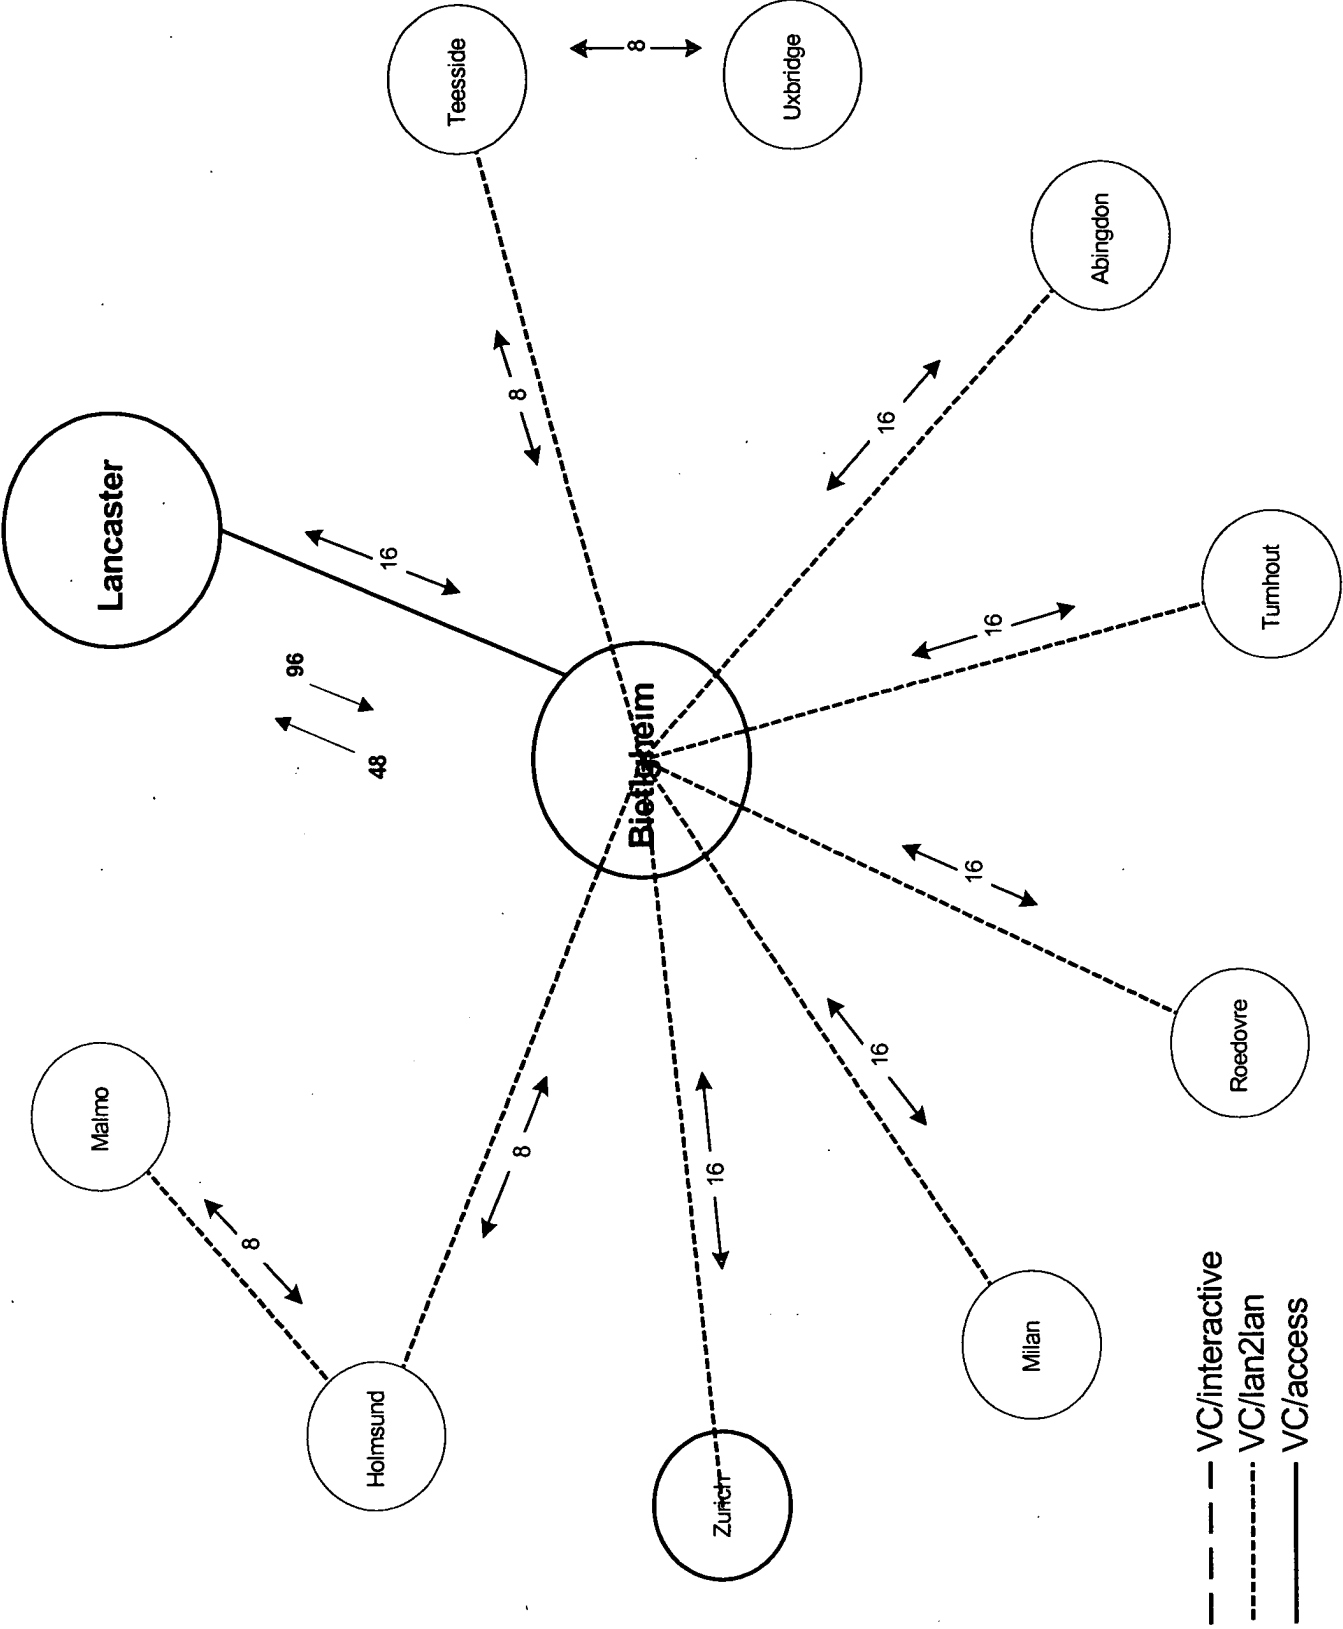 Malmo
Lancaster
8
96
Holmsund
48
16
Teesside
8
8
8
Bietigheim
16
Zurich
Uxbridge
16
16
16
16
Milan
Abingdon
Roedovre
Turnhout
VC/interactive
VC/lan2lan
VC/access